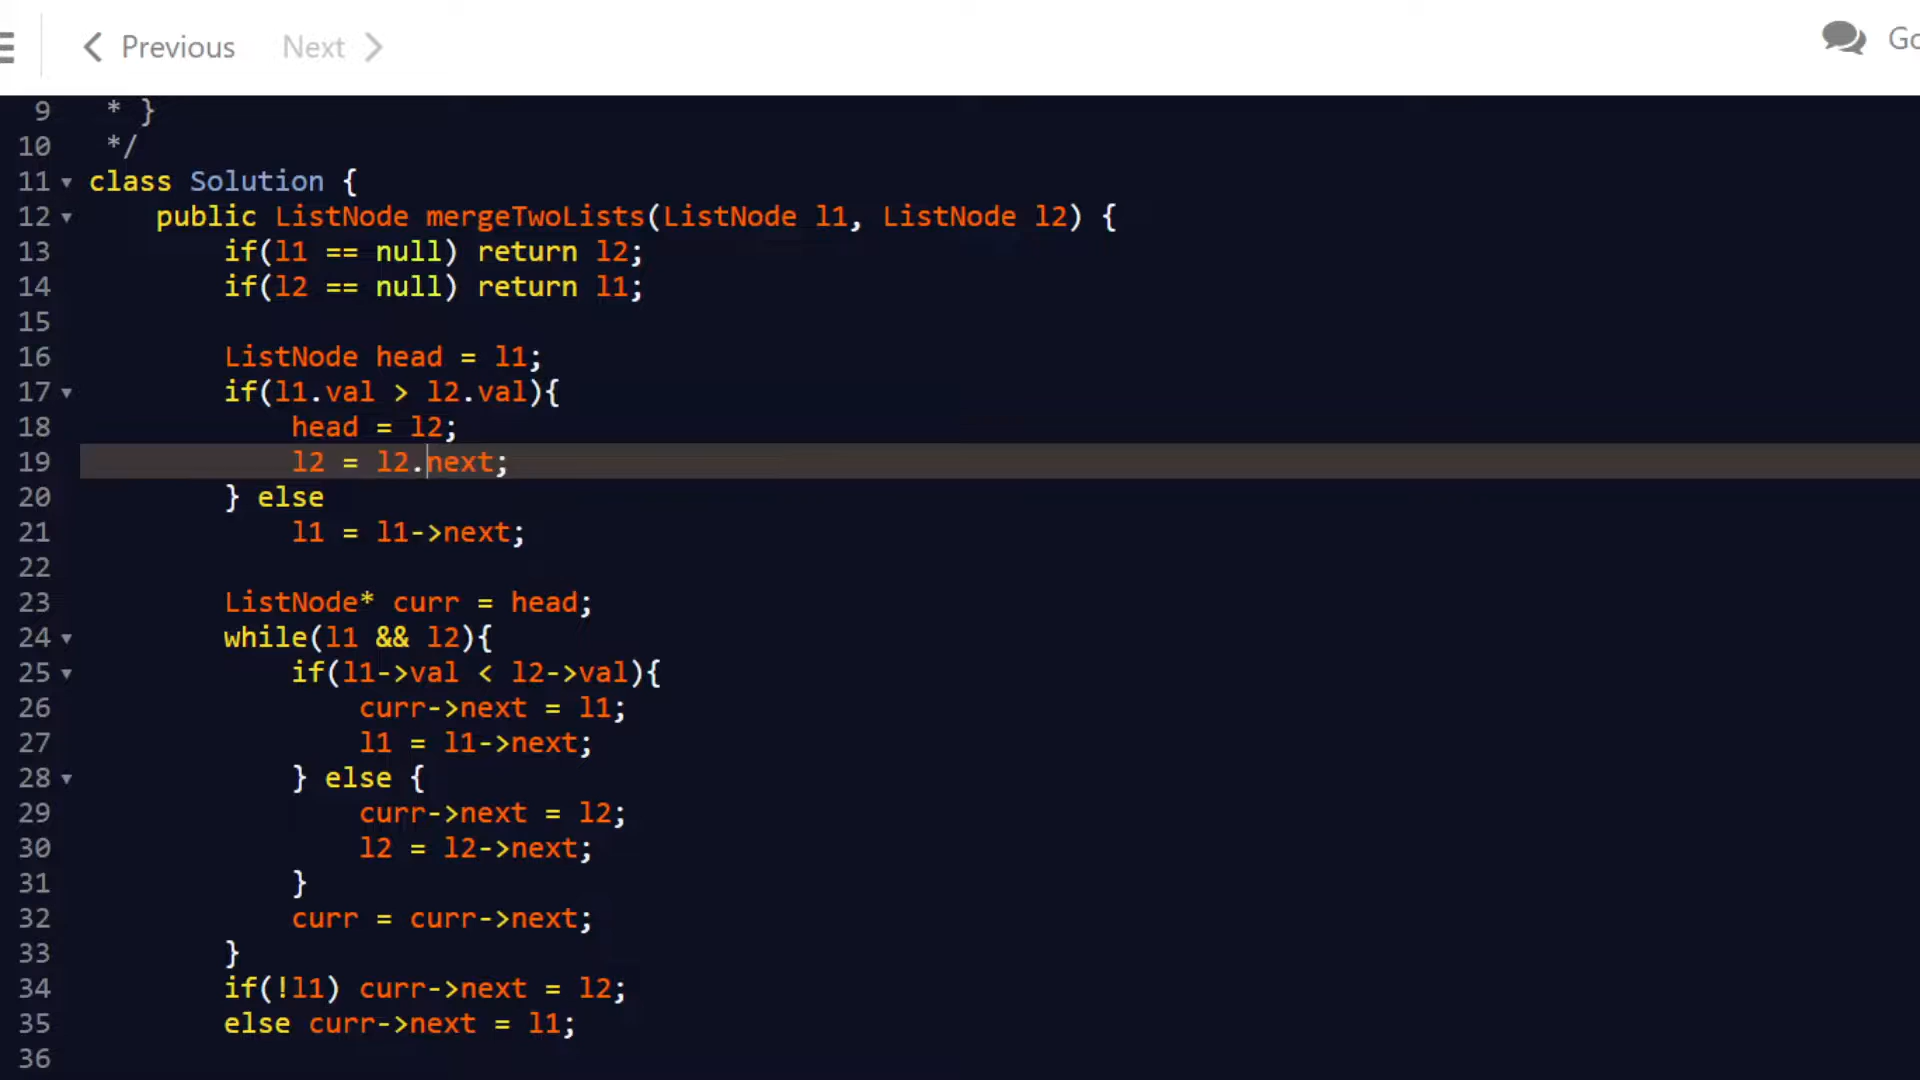 Previous Next Go
9 * }
10 */
11 class Solution {
12 public ListNode mergeTwoLists(ListNode l1, ListNode l2) {
13 if(l1 == null) return l2;
14 if(l2 == null) return l1;
15
16 ListNode head = l1;
17 if(l1.val > l2.val){
18 head = l2;
19 l2 = l2.next;
20 } else
21 l1 = l1->next;
22
23 ListNode* curr = head;
24 while(l1 && l2){
25 if(l1->val < l2->val){
26 curr->next = l1;
27 l1 = l1->next;
28 } else {
29 curr->next = l2;
30 l2 = l2->next;
31 }
32 curr = curr->next;
33 }
34 if(!l1) curr->next = l2;
35 else curr->next = l1;
36